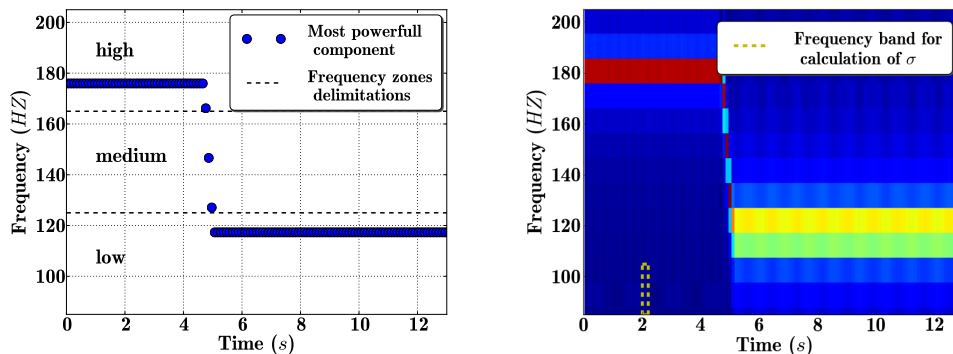 200
180
160
140
120
100
Frequency (HZ)
high
medium
low
Most powerfull
component
Frequency zones
delimitations
0
2
4
6
8
10
12
Time (s)
200
180
160
140
120
100
Frequency (HZ)
Frequency band for
calculation of σ
0
2
4
6
8
10
12
Time (s)